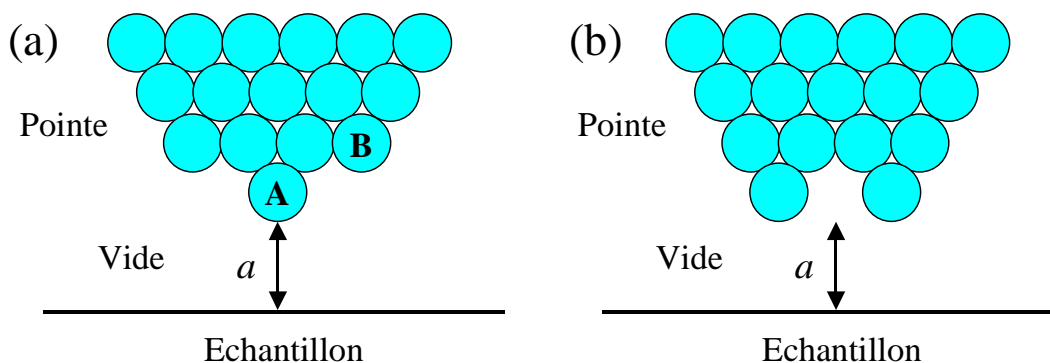 (a)
Pointe
B
A
Vide
a
Echantillon
(b)
Pointe
Vide
a
Echantillon